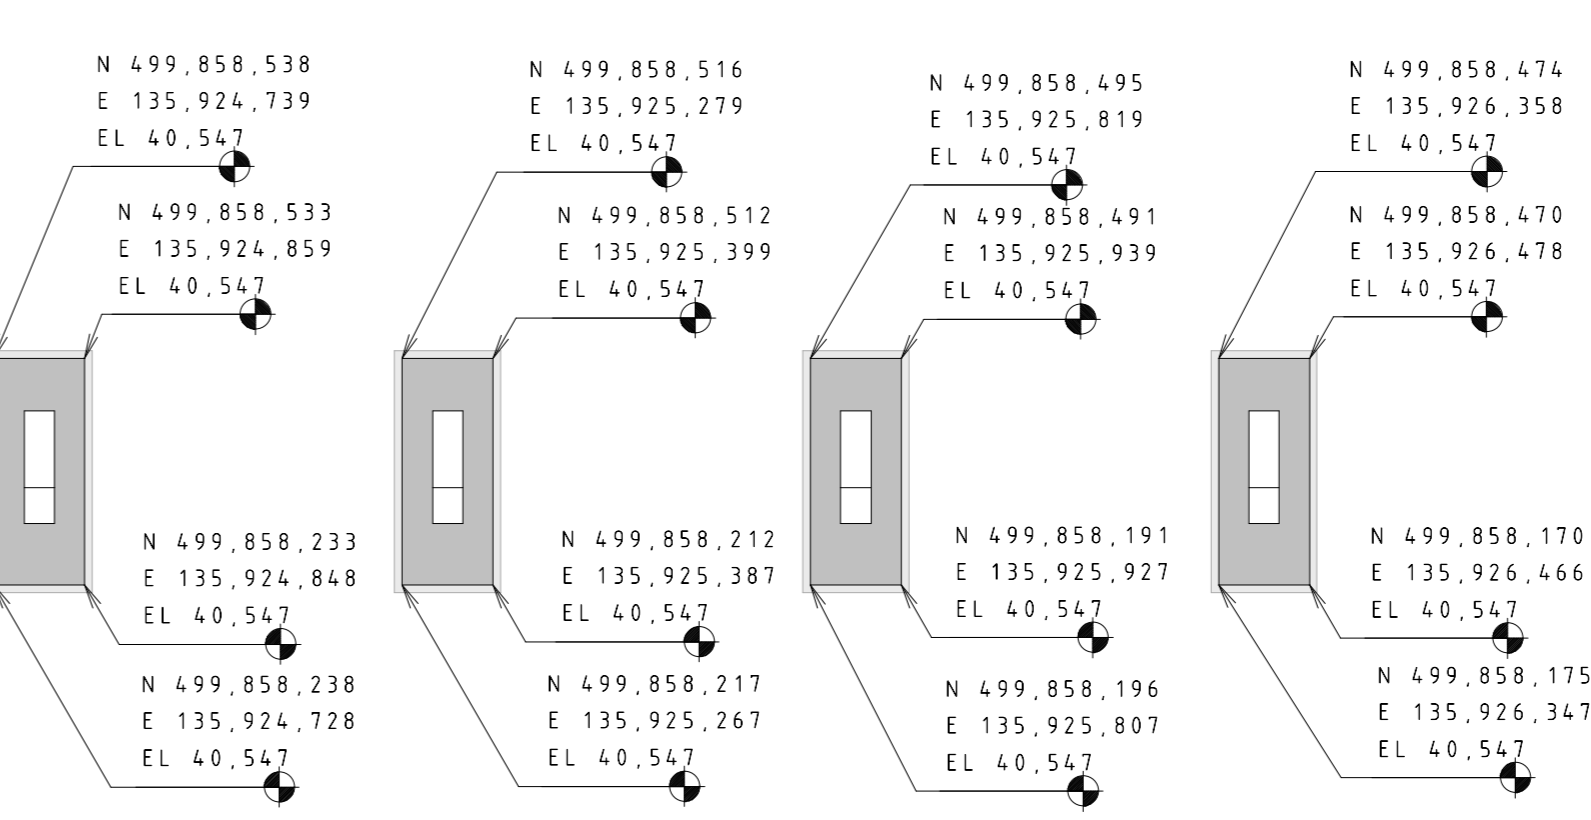 N 499,858,538
E 135,924,739
EL 40,547
N 499,858,533
E 135,924,859
EL 40,547
N 499,858,233
E 135,924,848
EL 40,547
N 499,858,238
E 135,924,728
EL 40,547
N 499,858,516
E 135,925,279
EL 40,547
N 499,858,512
E 135,925,399
EL 40,547
N 499,858,212
E 135,925,387
EL 40,547
N 499,858,217
E 135,925,267
EL 40,547
N 499,858,495
E 135,925,819
EL 40,547
N 499,858,491
E 135,925,939
EL 40,547
N 499,858,191
E 135,925,927
EL 40,547
N 499,858,196
E 135,925,807
EL 40,547
N 499,858,474
E 135,926,358
EL 40,547
N 499,858,470
E 135,926,478
EL 40,547
N 499,858,170
E 135,926,466
EL 40,547
N 499,858,175
E 135,926,347
EL 40,547